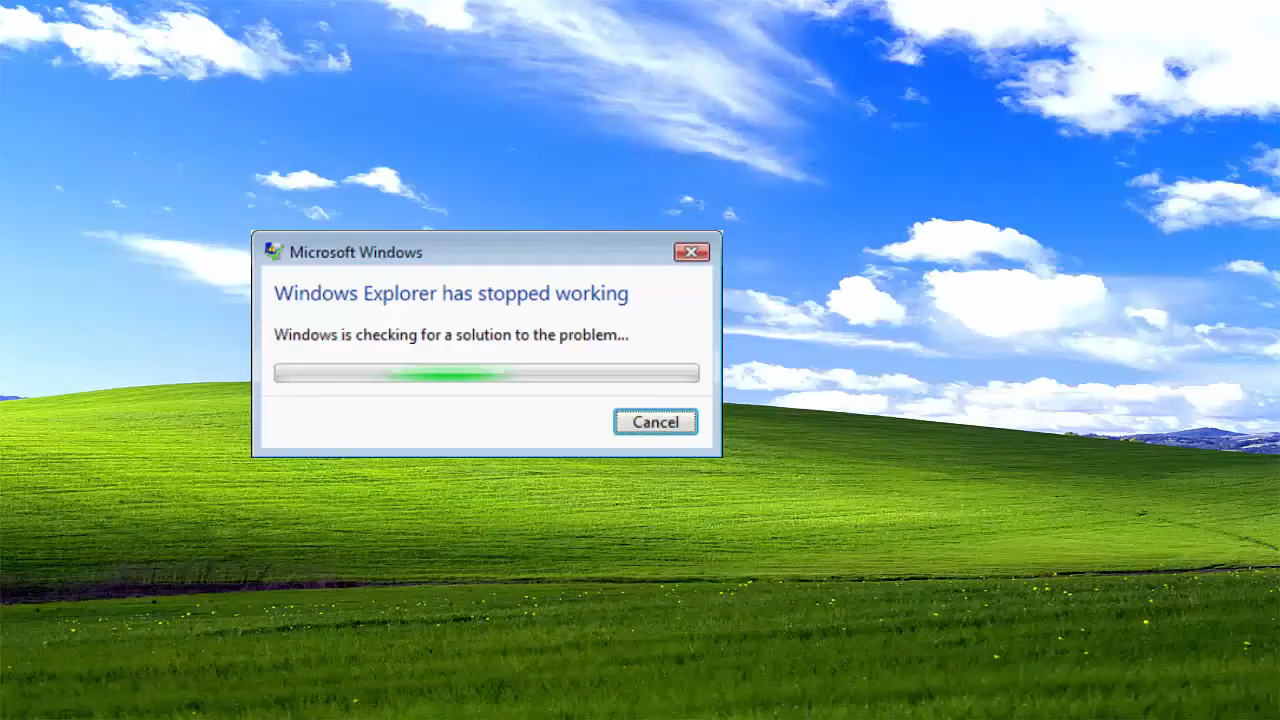 Microsoft Windows
Windows Explorer has stopped working
Windows is checking for a solution to the problem...
Cancel